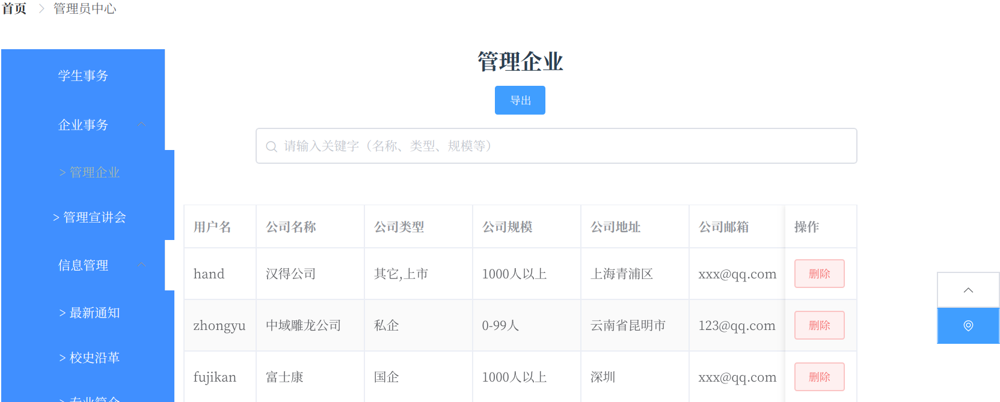 首页 > 管理员中心
学生事务
企业事务
> 管理企业
> 管理宣讲会
信息管理
> 最新通知
> 校史沿革
> 专业简介
管理企业
导出
请输入关键字（名称、类型、规模等）
用户名 公司名称 公司类型 公司规模 公司地址 公司邮箱 操作
hand 汉得公司 其它,上市 1000人以上 上海青浦区 xxx@qq.com 删除
zhongyu 中域雕龙公司 私企 0-99人 云南省昆明市 123@qq.com 删除
fujikan 富士康 国企 1000人以上 深圳 xxx@qq.com 删除